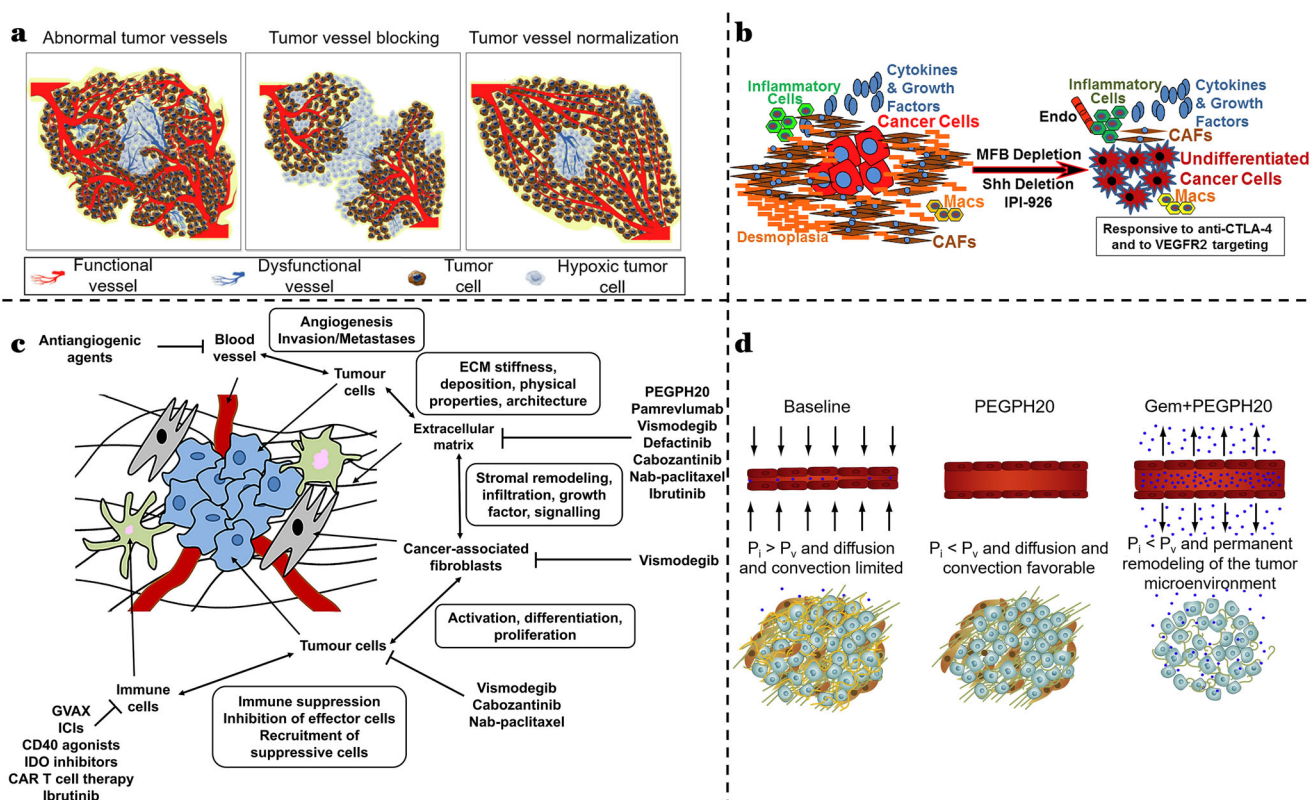 a
Abnormal tumor vessels
Tumor vessel blocking
Tumor vessel normalization
Functional
vessel
Dysfunctional
vessel
Tumor
cell
Hypoxic tumor
cell
b
Inflammatory
Cells
Cytokines
& Growth
Factors
Cancer Cells
Desmoplasia
Macs
CAFs
MFB Depletion
Shh Deletion
IPI-926
Endo
Inflammatory
Cells
Cytokines
& Growth
Factors
CAFs
Undifferentiated
Cancer Cells
Macs
Responsive to anti-CTLA-4
and to VEGFR2 targeting
c
Antiangiogenic
agents
Blood
vessel
Angiogenesis
Invasion/Metastases
Tumour
cells
ECM stiffness,
deposition, physical
properties, architecture
Extracellular
matrix
PEGPH20
Pamrevlumab
Vismodegib
Defactinib
Cabozantinib
Nab-paclitaxel
Ibrutinib
Stromal remodeling,
infiltration, growth
factor, signalling
Cancer-associated
fibroblasts
Vismodegib
Activation, differentiation,
proliferation
Tumour cells
Vismodegib
Cabozantinib
Nab-paclitaxel
Immune
cells
Immune suppression
Inhibition of effector cells
Recruitment of
suppressive cells
GVAX
ICIs
CD40 agonists
IDO inhibitors
CAR T cell therapy
Ibrutinib
d
Baseline
Pi > Pv and diffusion
and convection limited
PEGPH20
Pi < Pv and diffusion and
convection favorable
Gem+PEGPH20
Pi < Pv and permanent
remodeling of the tumor
microenvironment